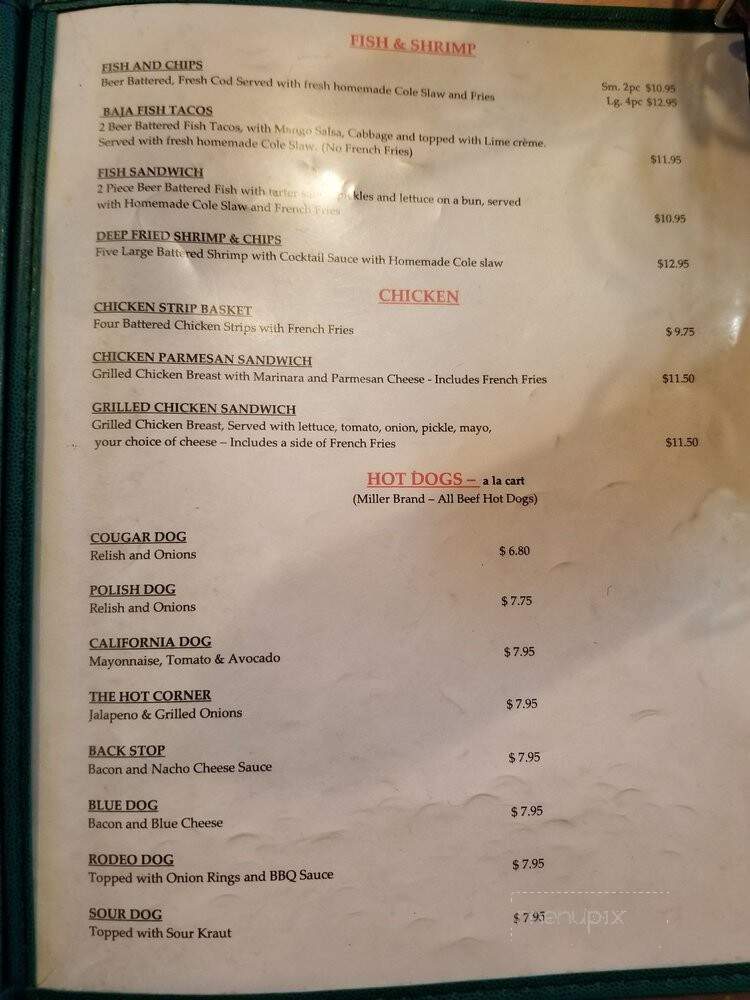 FISH & SHRIMP
FISH AND CHIPS
Beer Battered, Fresh Cod Served with fresh homemade Cole Slaw and Fries
Sm. 2pc $10.95
Lg. 4pc $12.95
BAJA FISH TACOS
2 Beer Battered Fish Tacos, with Mango Salsa, Cabbage and topped with Lime crème.
Served with fresh homemade Cole Slaw. (No French Fries)
$11.95
FISH SANDWICH
2 Piece Beer Battered Fish with tarter pickles and lettuce on a bun, served
with Homemade Cole Slaw and French Fries
$10.95
DEEP FRIED SHRIMP & CHIPS
Five Large Battered Shrimp with Cocktail Sauce with Homemade Cole slaw
$12.95
CHICKEN
CHICKEN STRIP BASKET
Four Battered Chicken Strips with French Fries
$ 9.75
CHICKEN PARMESAN SANDWICH
Grilled Chicken Breast with Marinara and Parmesan Cheese - Includes French Fries
$11.50
GRILLED CHICKEN SANDWICH
Grilled Chicken Breast, Served with lettuce, tomato, onion, pickle, mayo,
your choice of cheese – Includes a side of French Fries
$11.50
HOT DOGS – a la cart
(Miller Brand – All Beef Hot Dogs)
COUGAR DOG
Relish and Onions
$ 6.80
POLISH DOG
Relish and Onions
$ 7.75
CALIFORNIA DOG
Mayonnaise, Tomato & Avocado
$ 7.95
THE HOT CORNER
Jalapeno & Grilled Onions
$ 7.95
BACK STOP
Bacon and Nacho Cheese Sauce
$ 7.95
BLUE DOG
Bacon and Blue Cheese
$ 7.95
RODEO DOG
Topped with Onion Rings and BBQ Sauce
$ 7.95
SOUR DOG
Topped with Sour Kraut
$ 7.95
menupix